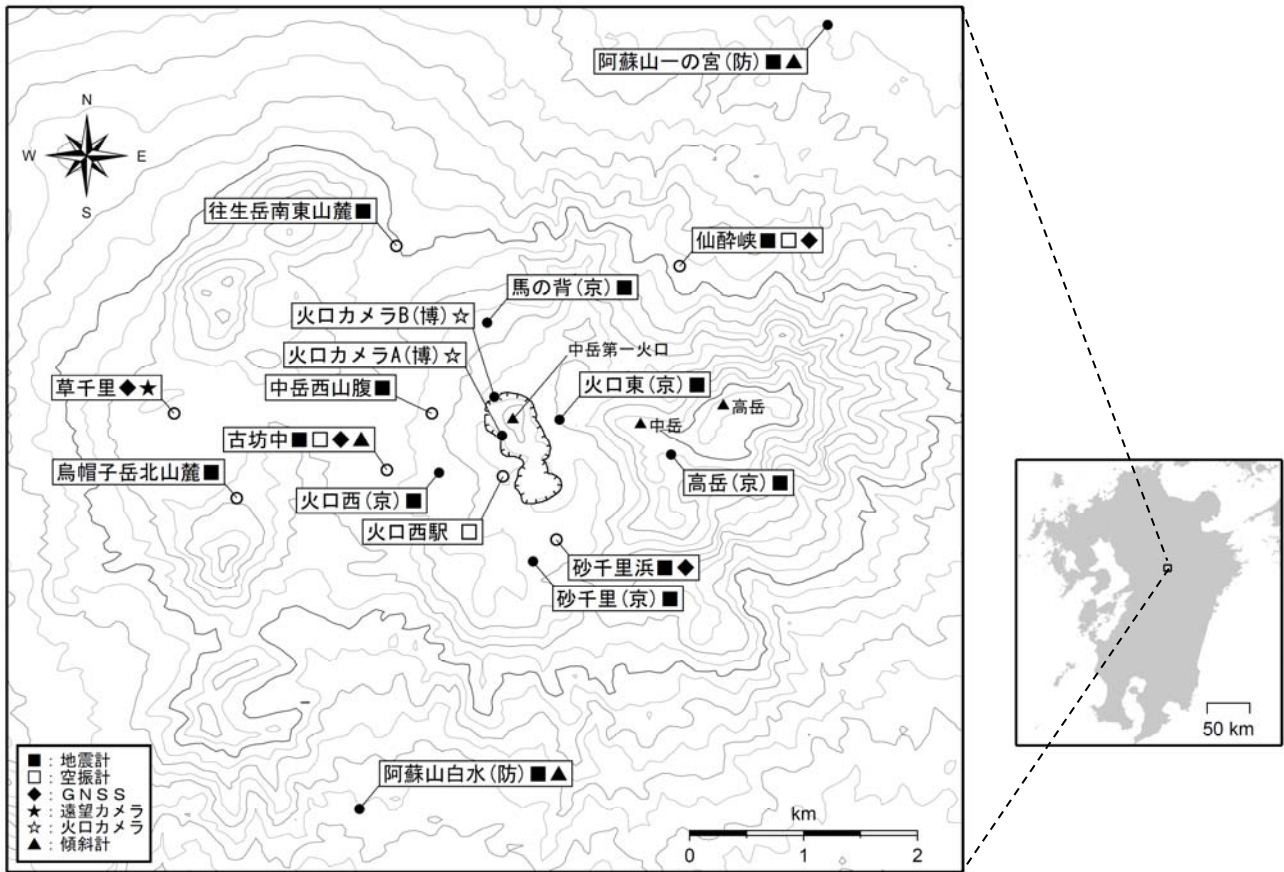 阿蘇山一の宮(防)■▲
N
W
E
S
往生岳南東山麓■
仙酔峡■□◆
馬の背(京)■
火口カメラB(博)☆
火口カメラA(博)☆
中岳第一火口
草千里◆★
中岳西山腹■
火口東(京)■
▲高岳
▲中岳
古坊中■□◆▲
烏帽子岳北山麓■
火口西(京)■
高岳(京)■
火口西駅 □
砂千里浜■◆
砂千里(京)■
50 km
■：地震計
□：空振計
◆：GNSS
★：遠望カメラ
☆：火口カメラ
▲：傾斜計
阿蘇山白水(防)■▲
km
0 1 2